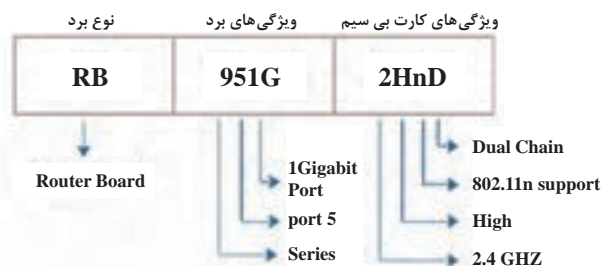 نوع برد
ویژگی‌های برد
ویژگی‌های کارت بی سیم
RB
951G
2HnD
Router Board
1Gigabit
Port
port 5
Series
Dual Chain
802.11n support
High
2.4 GHZ